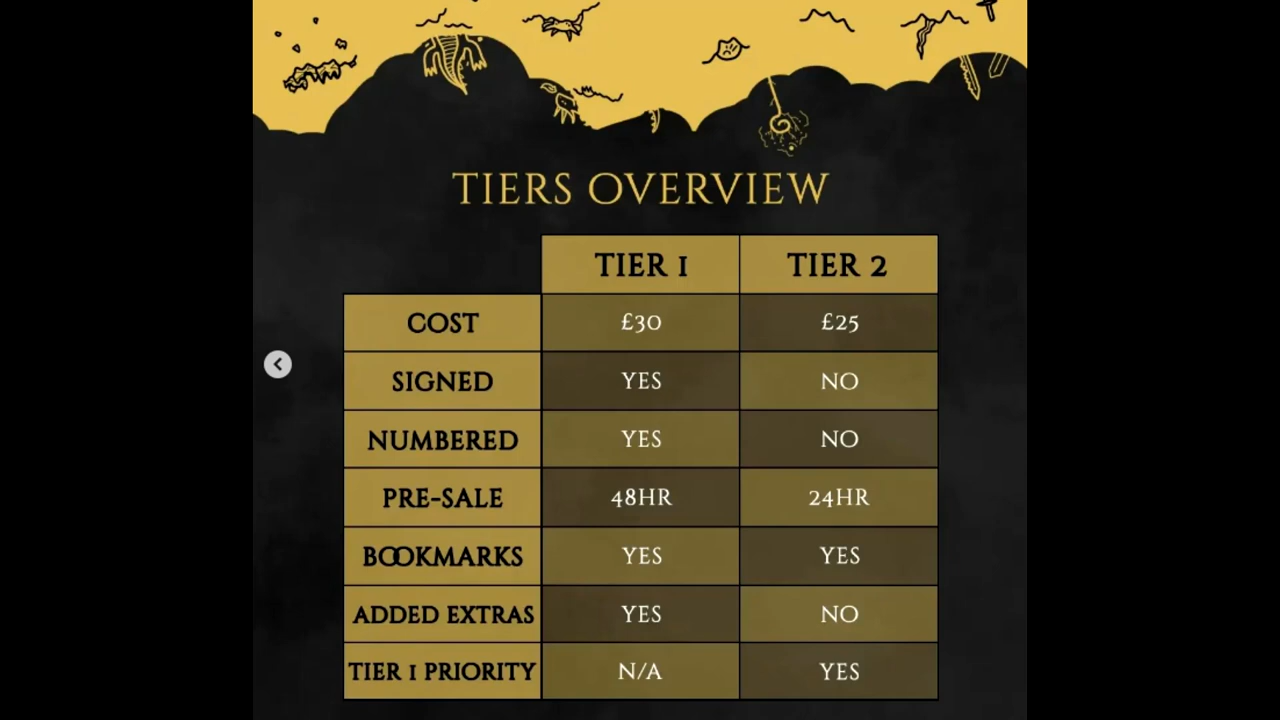 TIERS OVERVIEW
TIER 1 TIER 2
COST £30 £25
SIGNED YES NO
NUMBERED YES NO
PRE-SALE 48HR 24HR
BOOKMARKS YES YES
ADDED EXTRAS YES NO
TIER 1 PRIORITY N/A YES